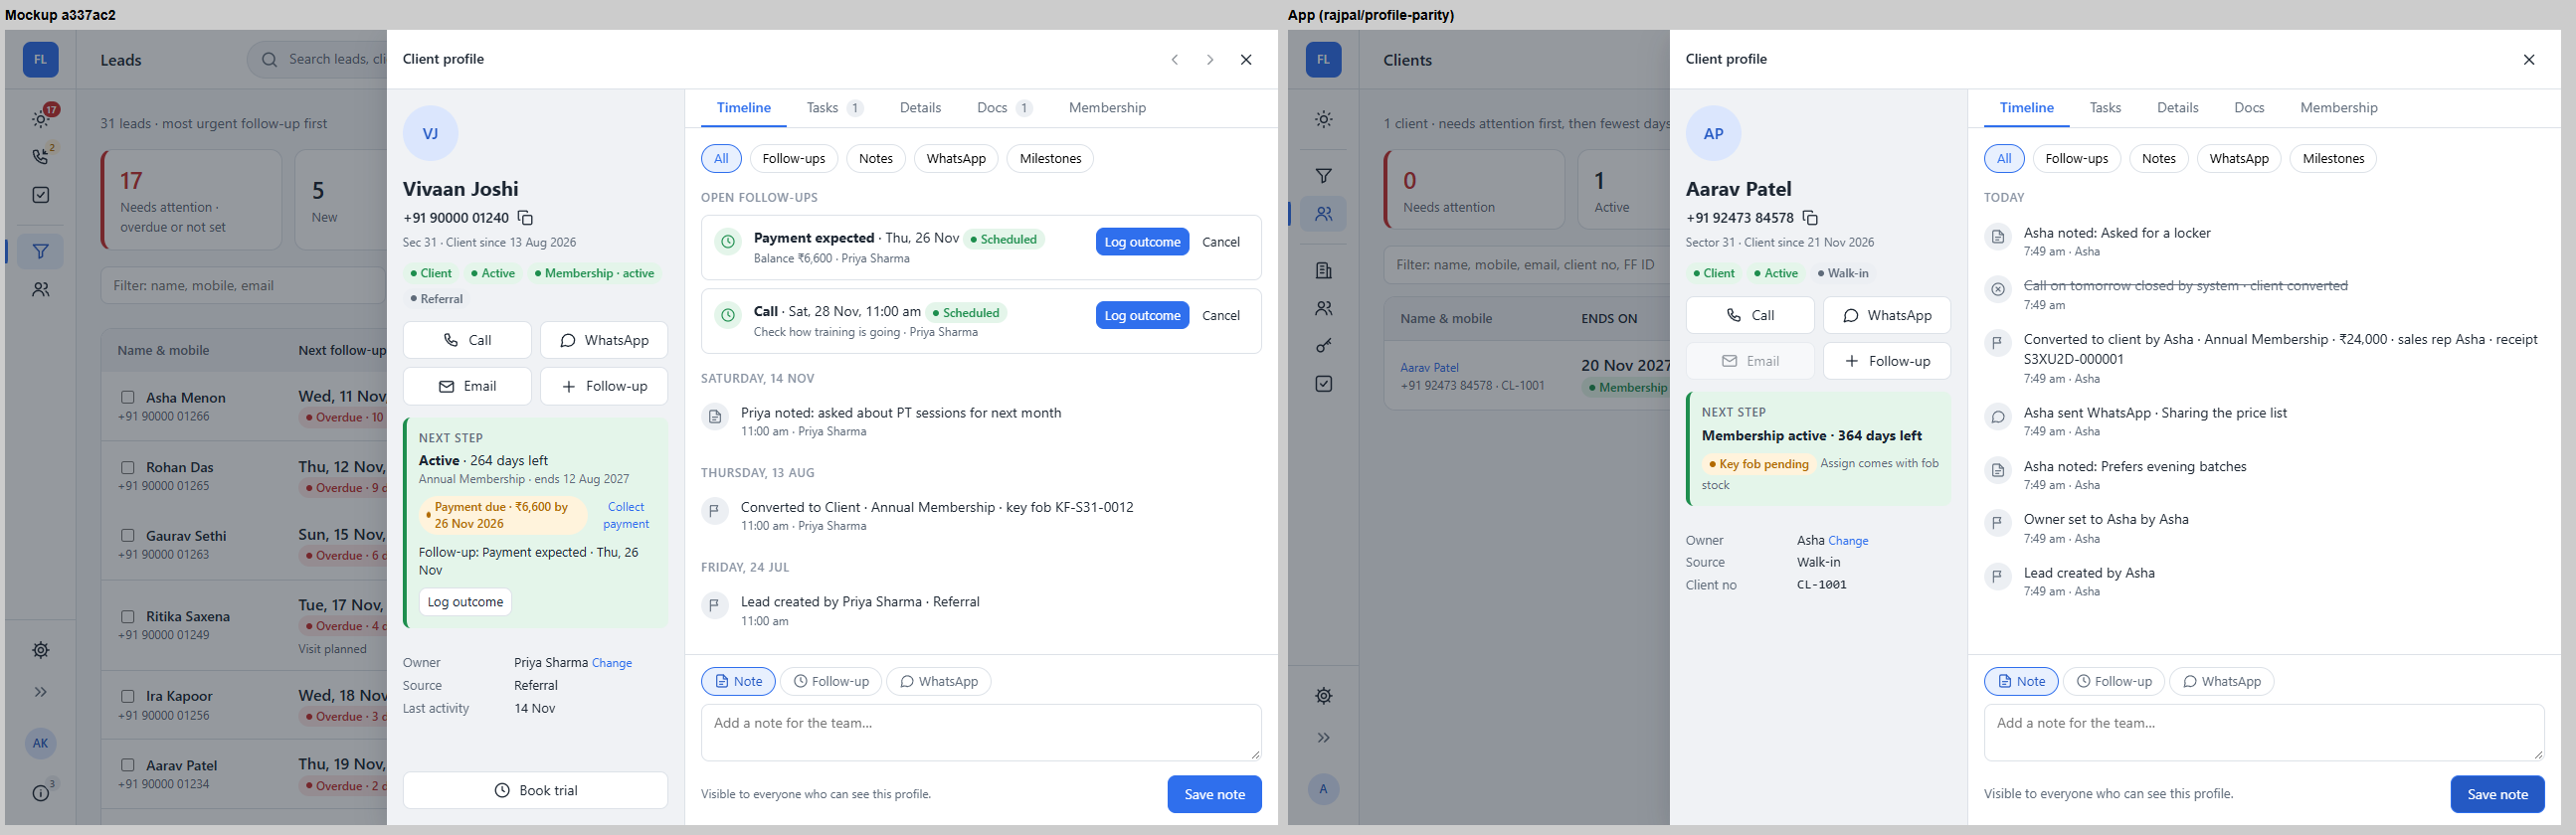 Mockup a337ac2
FL
Leads
Search leads, cli
17
2
31 leads · most urgent follow-up first
17
Needs attention ·
overdue or not set
5
New
Filter: name, mobile, email
Name & mobile
Next follow-up
Asha Menon
+91 90000 01266
Wed, 11 Nov,
Overdue · 10
Rohan Das
+91 90000 01265
Thu, 12 Nov,
Overdue · 9 d
Gaurav Sethi
+91 90000 01263
Sun, 15 Nov,
Overdue · 6 d
Ritika Saxena
+91 90000 01249
Tue, 17 Nov,
Overdue · 4 d
Visit planned
Ira Kapoor
+91 90000 01256
Wed, 18 Nov
Overdue · 3 d
Aarav Patel
+91 90000 01234
Thu, 19 Nov,
Overdue · 2 d
AK
3
Client profile
VJ
Vivaan Joshi
+91 90000 01240
Sec 31 · Client since 13 Aug 2026
Client
Active
Membership · active
Referral
Call
WhatsApp
Email
Follow-up
NEXT STEP
Active · 264 days left
Annual Membership · ends 12 Aug 2027
Payment due · ₹6,600 by
26 Nov 2026
Collect
payment
Follow-up: Payment expected · Thu, 26
Nov
Log outcome
Owner Priya Sharma Change
Source Referral
Last activity 14 Nov
Book trial
Timeline
Tasks 1
Details
Docs 1
Membership
All
Follow-ups
Notes
WhatsApp
Milestones
OPEN FOLLOW-UPS
Payment expected · Thu, 26 Nov Scheduled
Balance ₹6,600 · Priya Sharma
Log outcome
Cancel
Call · Sat, 28 Nov, 11:00 am Scheduled
Check how training is going · Priya Sharma
Log outcome
Cancel
SATURDAY, 14 NOV
Priya noted: asked about PT sessions for next month
11:00 am · Priya Sharma
THURSDAY, 13 AUG
Converted to Client · Annual Membership · key fob KF-S31-0012
11:00 am · Priya Sharma
FRIDAY, 24 JUL
Lead created by Priya Sharma · Referral
11:00 am
Note
Follow-up
WhatsApp
Add a note for the team...
Visible to everyone who can see this profile.
Save note
App (rajpal/profile-parity)
FL
Clients
1 client · needs attention first, then fewest days
0
Needs attention
1
Active
Filter: name, mobile, email, client no, FF ID
Name & mobile
ENDS ON
Aarav Patel
+91 92473 84578 · CL-1001
20 Nov 2027
Membership
A
Client profile
AP
Aarav Patel
+91 92473 84578
Sector 31 · Client since 21 Nov 2026
Client
Active
Walk-in
Call
WhatsApp
Email
Follow-up
NEXT STEP
Membership active · 364 days left
Key fob pending Assign comes with fob
stock
Owner Asha Change
Source Walk-in
Client no CL-1001
Timeline
Tasks
Details
Docs
Membership
All
Follow-ups
Notes
WhatsApp
Milestones
TODAY
Asha noted: Asked for a locker
7:49 am · Asha
Call on tomorrow closed by system · client converted
7:49 am
Converted to client by Asha · Annual Membership · ₹24,000 · sales rep Asha · receipt
S3XU2D-000001
7:49 am · Asha
Asha sent WhatsApp · Sharing the price list
7:49 am · Asha
Asha noted: Prefers evening batches
7:49 am · Asha
Owner set to Asha by Asha
7:49 am · Asha
Lead created by Asha
7:49 am · Asha
Note
Follow-up
WhatsApp
Add a note for the team...
Visible to everyone who can see this profile.
Save note